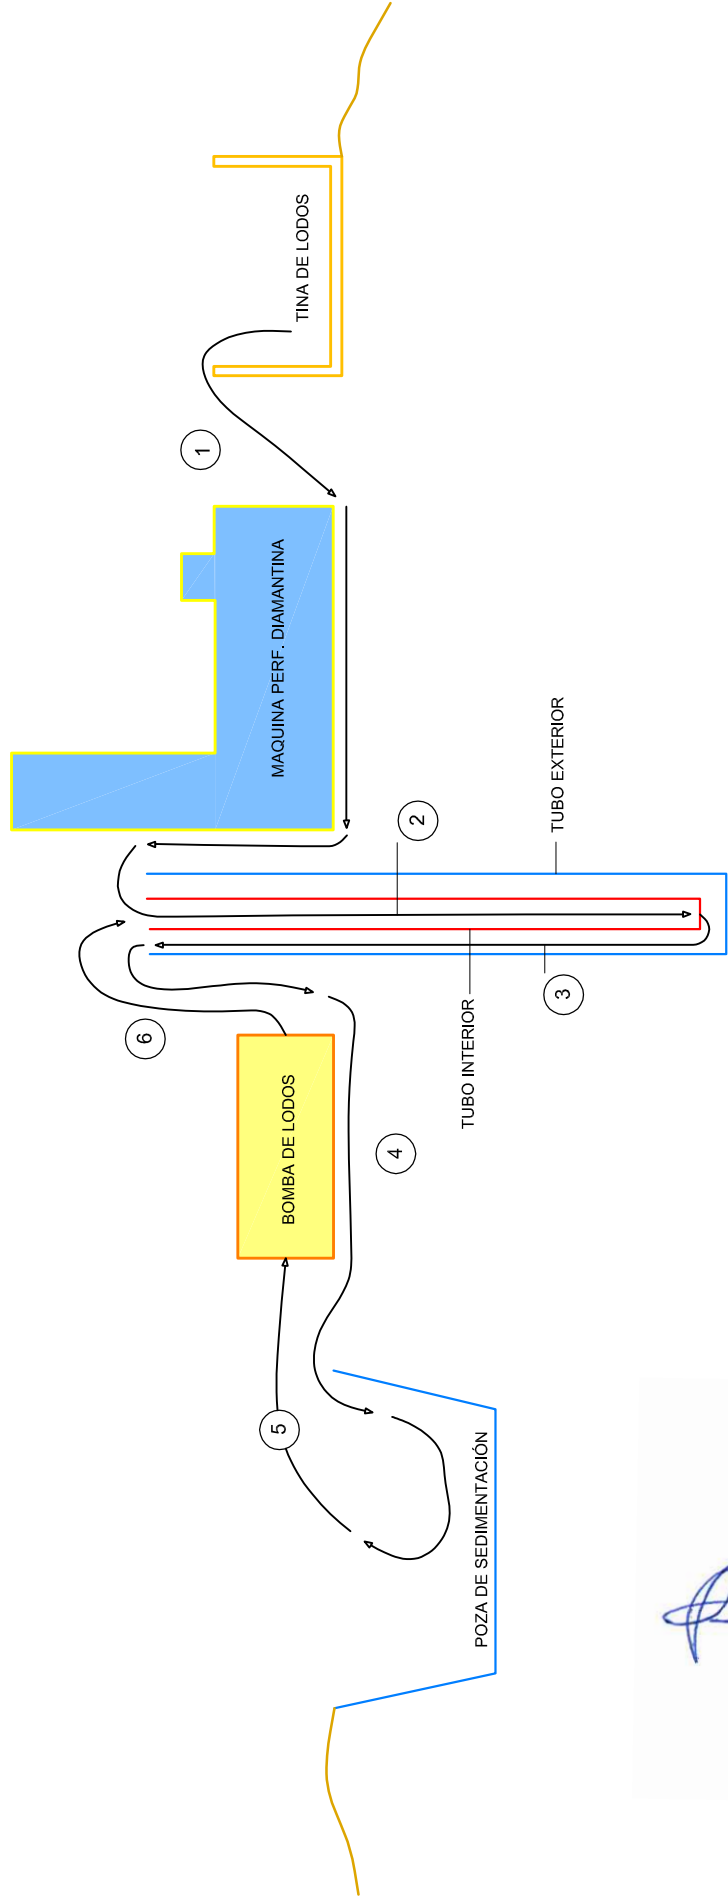 TINA DE LODOS
1
MAQUINA PERF. DIAMANTINA
2
TUBO EXTERIOR
3
TUBO INTERIOR
6
BOMBA DE LODOS
4
5
POZA DE SEDIMENTACIÓN